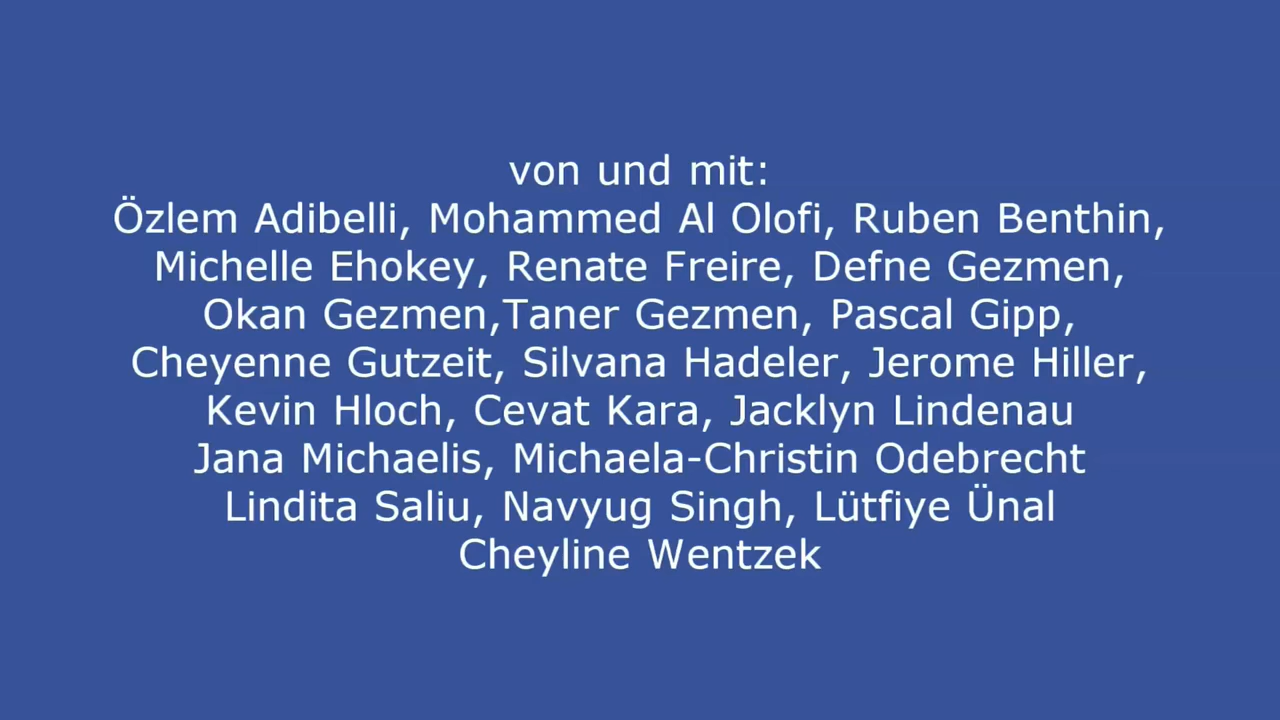 von und mit:
Özlem Adibelli, Mohammed Al Olofi, Ruben Benthin,
Michelle Ehokey, Renate Freire, Defne Gezmen,
Okan Gezmen,Taner Gezmen, Pascal Gipp,
Cheyenne Gutzeit, Silvana Hadeler, Jerome Hiller,
Kevin Hloch, Cevat Kara, Jacklyn Lindenau
Jana Michaelis, Michaela-Christin Odebrecht
Lindita Saliu, Navyug Singh, Lütfiye Ünal
Cheyline Wentzek